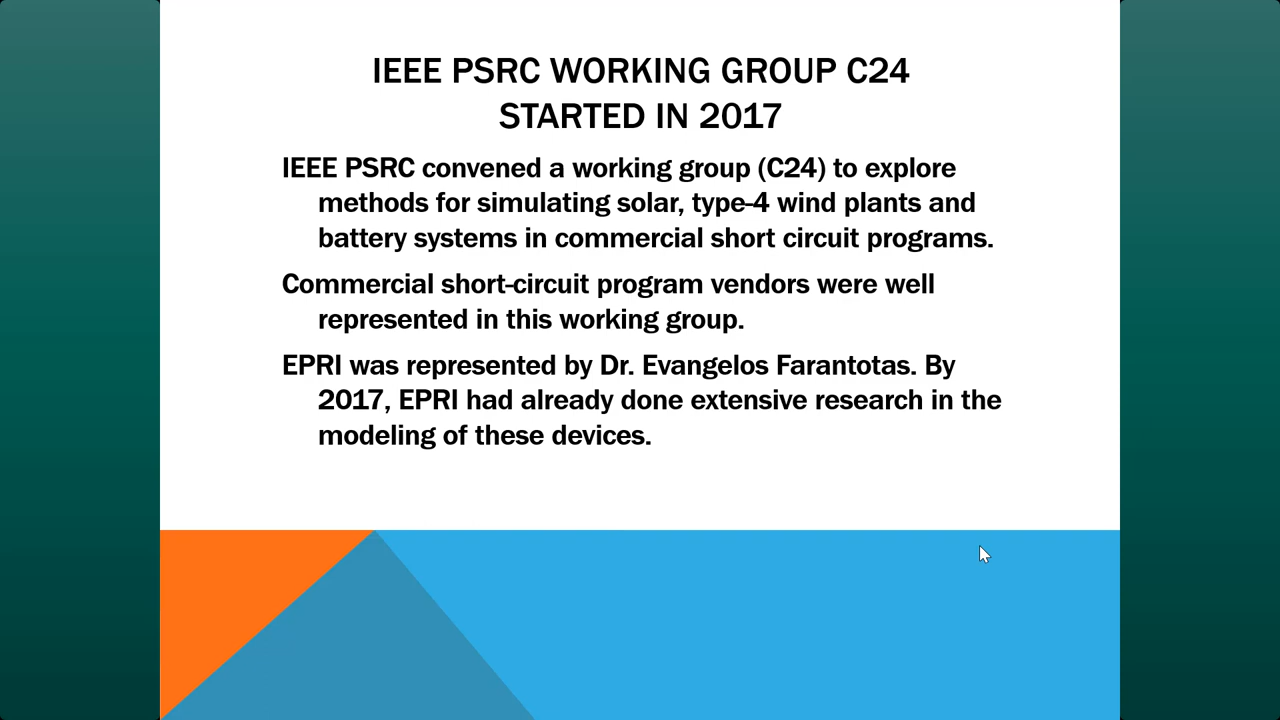 IEEE PSRC WORKING GROUP C24
STARTED IN 2017
IEEE PSRC convened a working group (C24) to explore
methods for simulating solar, type-4 wind plants and
battery systems in commercial short circuit programs.
Commercial short-circuit program vendors were well
represented in this working group.
EPRI was represented by Dr. Evangelos Farantotas. By
2017, EPRI had already done extensive research in the
modeling of these devices.